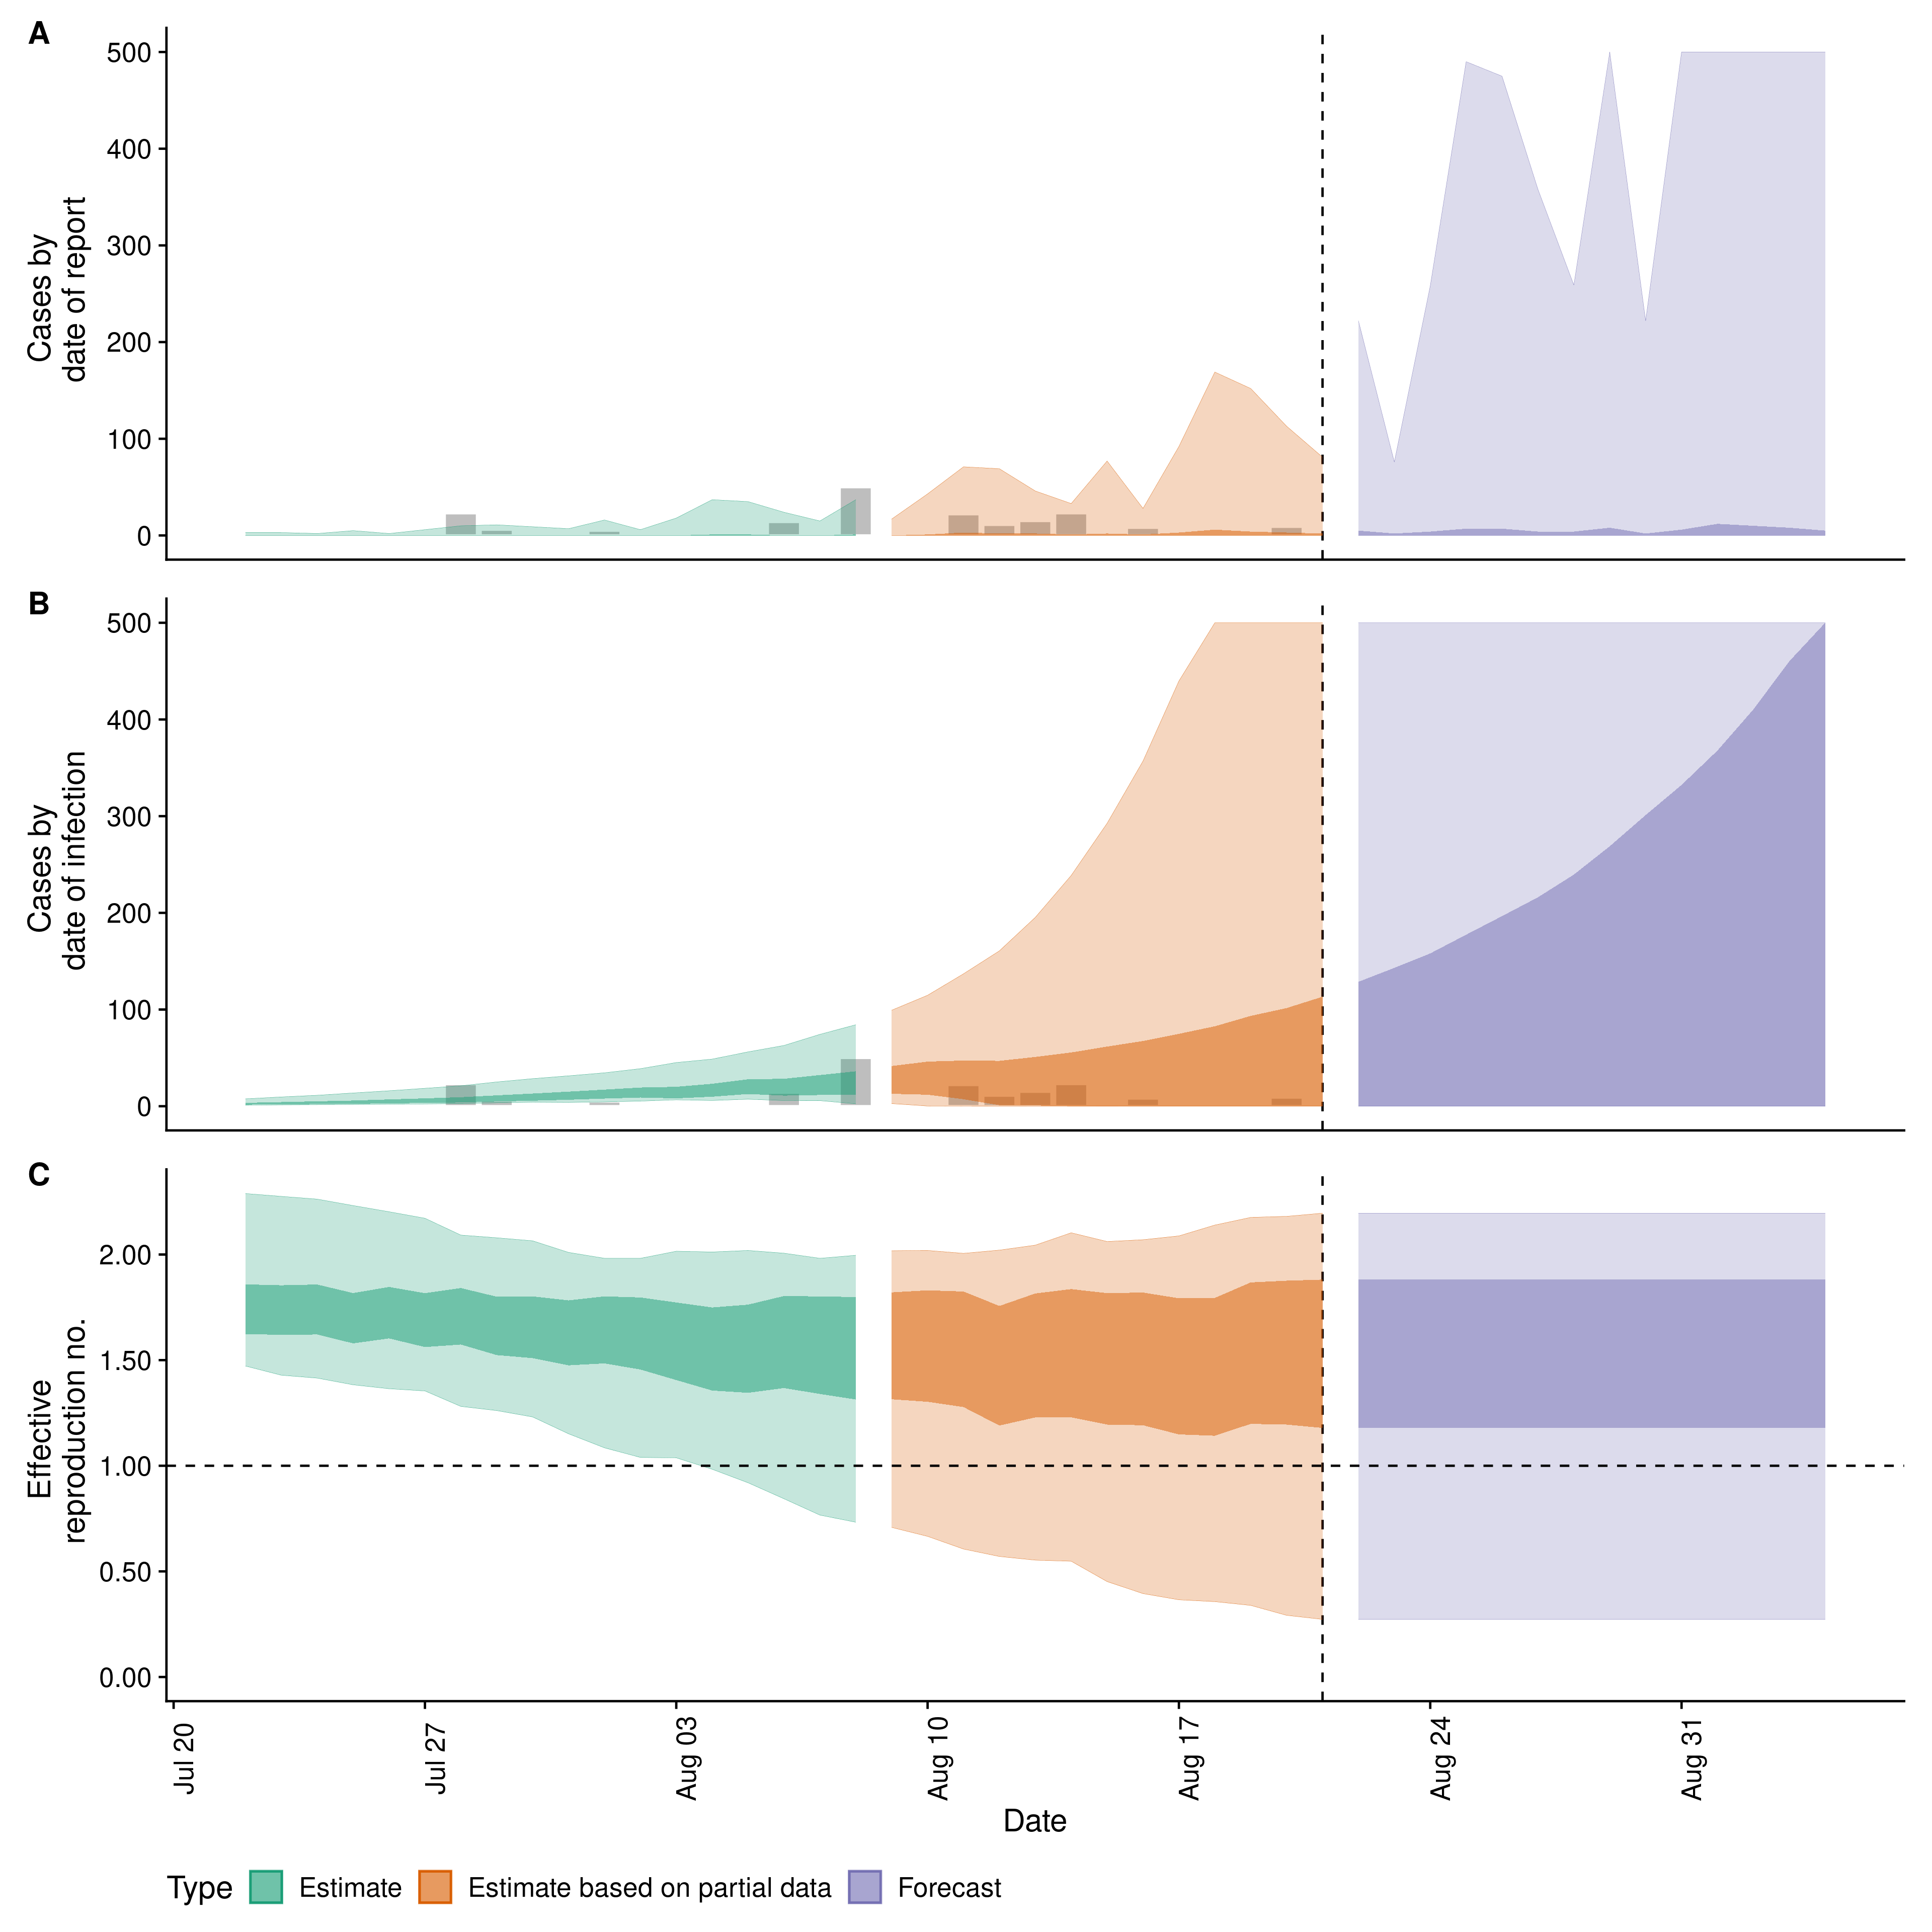 A
500
400
300
200
100
0
Cases by
date of report
B
500
400
300
200
100
0
Cases by
date of infection
C
2.00
1.50
1.00
0.50
0.00
Effective
reproduction no.
Jul 20
Jul 27
Aug 03
Aug 10
Aug 17
Aug 24
Aug 31
Date
Type Estimate Estimate based on partial data Forecast